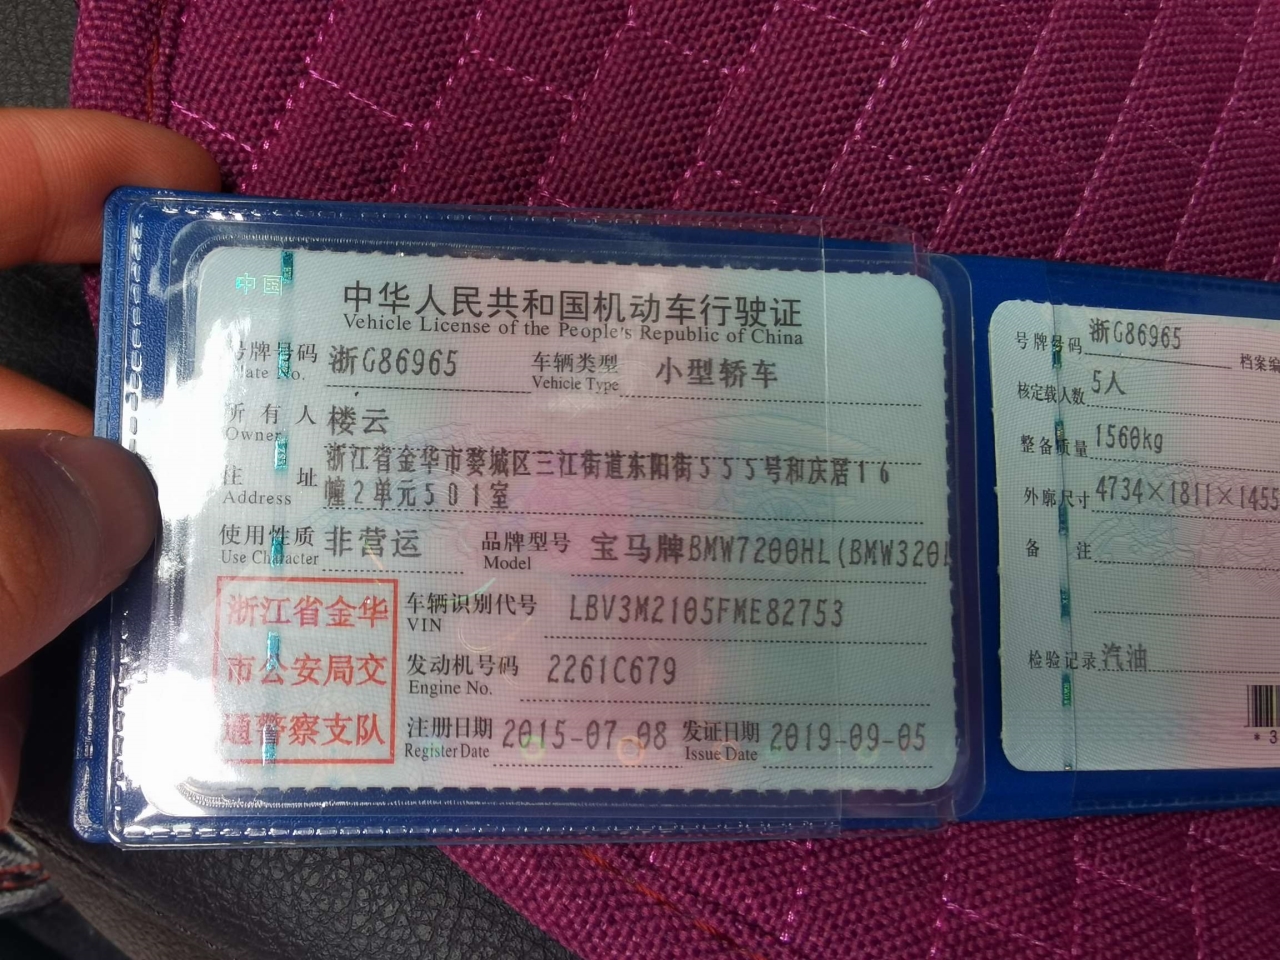 中国
中华人民共和国机动车行驶证
Vehicle License of the People's Republic of China
号牌号码 浙G86965 车辆类型 小型轿车
Plate No. Vehicle Type
所有人 楼云
Owner
住址 浙江省金华市婺城区三江街道东阳街555号和庆居16
Address 幢2单元501室
使用性质 非营运 品牌型号 宝马牌BMW7200HL(BMW320L
Use Character Model
浙江省金华
市公安局交
通警察支队
车辆识别代号 LBV3M2105FME82753
VIN
发动机号码 2261C679
Engine No.
注册日期 2015-07-08 发证日期 2019-09-05
Register Date Issue Date
号牌号码 浙G86965 档案编
核定载人数 5人
整备质量 1560kg
外廓尺寸 4734×1811×1455
备注
检验记录 汽油
*3